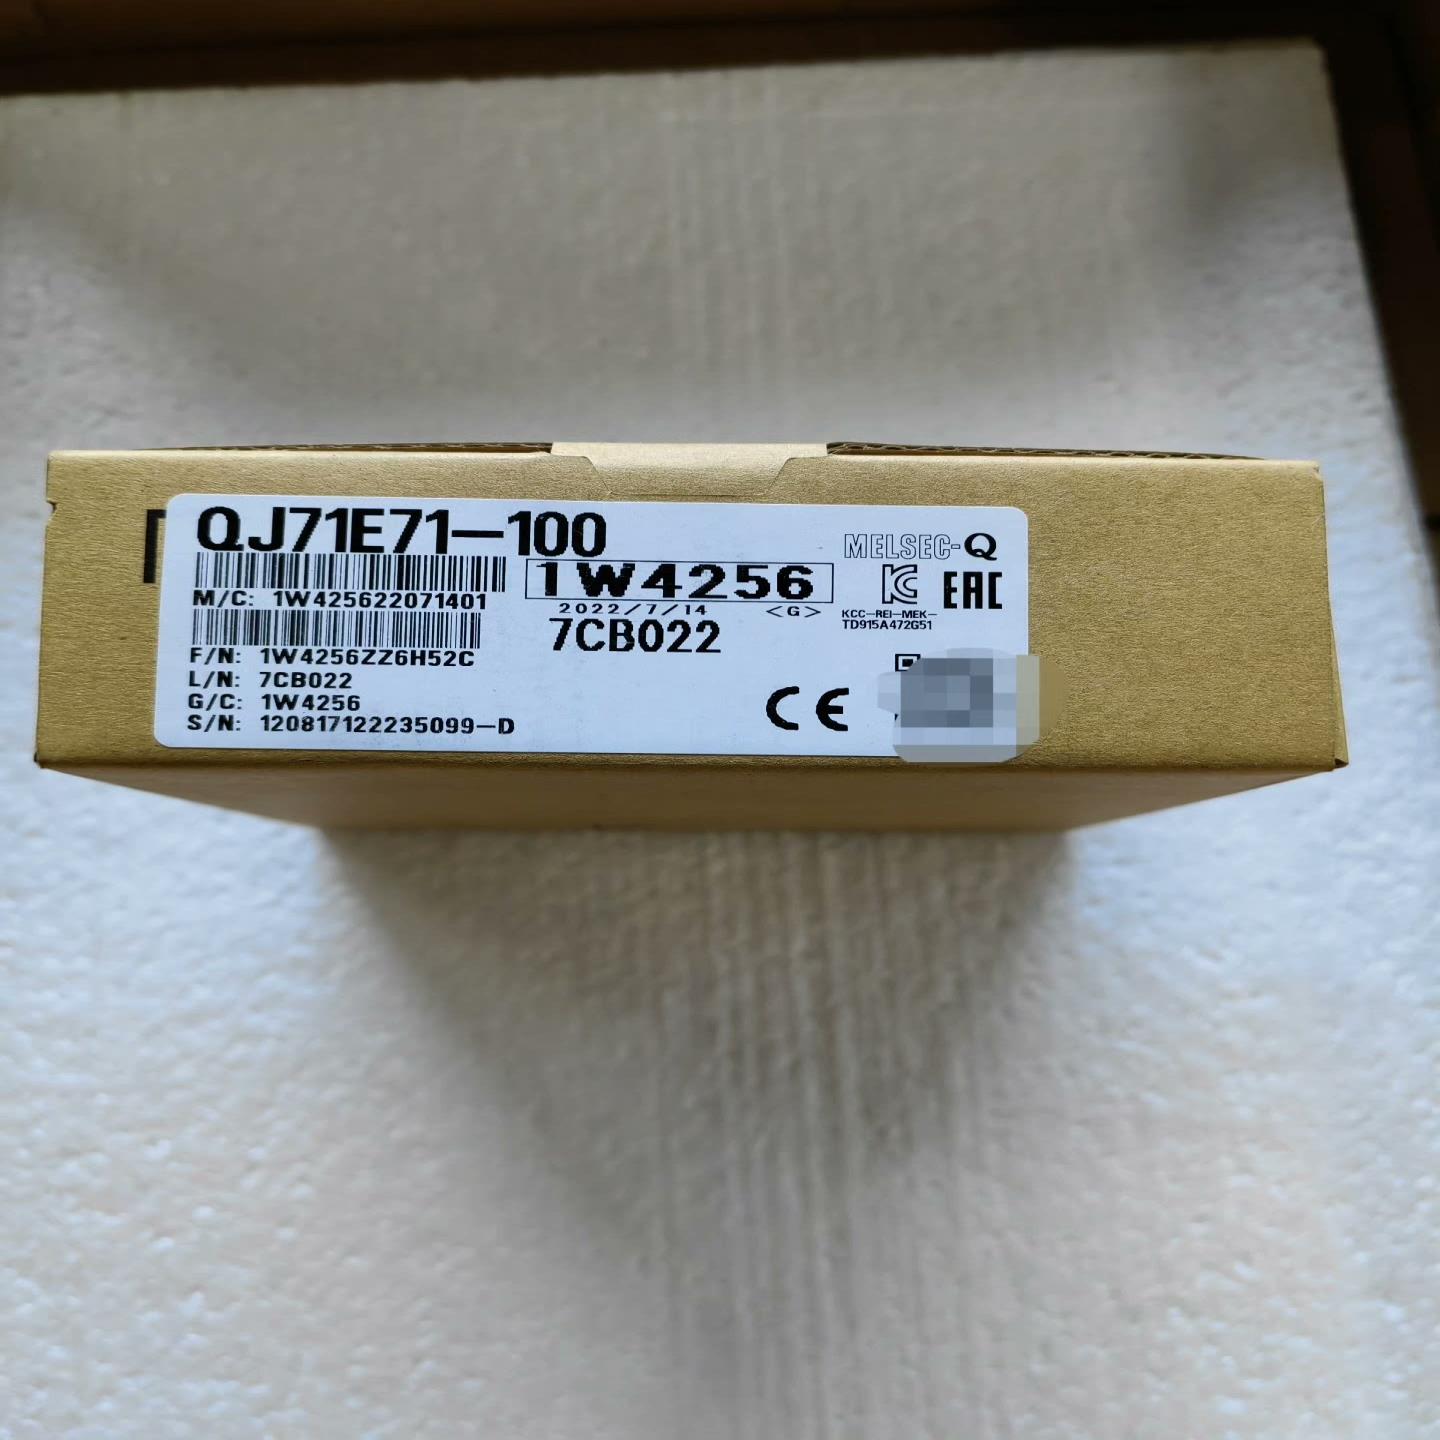 QJ71E71-100
MELSEC-Q
1W4256
M/C: 1W425622071401
2022/7/14 <G>
EAC
KCC-REI-MEK-
TD915A472G51
7CB022
F/N: 1W4256ZZ6H52C
L/N: 7CB022
G/C: 1W4256
S/N: 120817122235099-D
CE